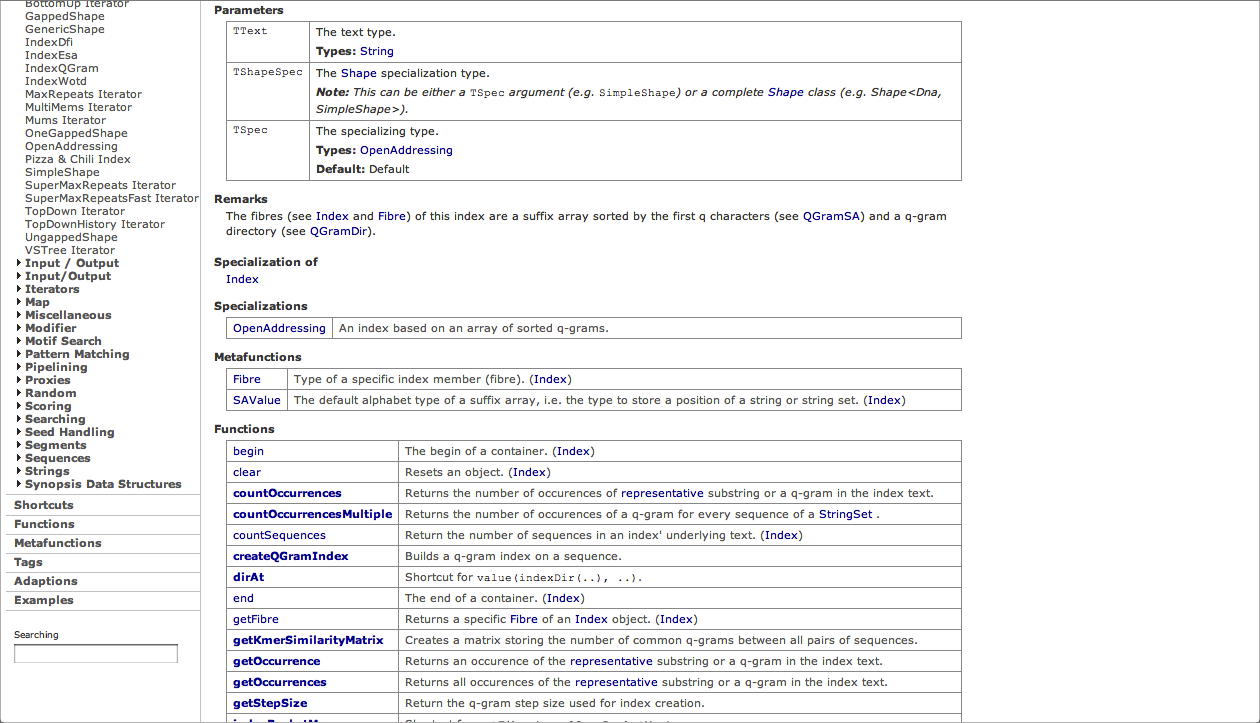 BottomUp Iterator
GappedShape
GenericShape
IndexDfi
IndexEsa
IndexQGram
IndexWotd
MaxRepeats Iterator
MultiMems Iterator
Mums Iterator
OneGappedShape
OpenAddressing
Pizza & Chili Index
SimpleShape
SuperMaxRepeats Iterator
SuperMaxRepeatsFast Iterator
TopDown Iterator
TopDownHistory Iterator
UngappedShape
VSTree Iterator
Input / Output
Input/Output
Iterators
Map
Miscellaneous
Modifier
Motif Search
Pattern Matching
Pipelining
Proxies
Random
Scoring
Searching
Seed Handling
Segments
Sequences
Strings
Synopsis Data Structures
Shortcuts
Functions
Metafunctions
Tags
Adaptions
Examples
Searching
Parameters
TText The text type.
Types: String
TShapeSpec The Shape specialization type.
Note: This can be either a TSpec argument (e.g. SimpleShape) or a complete Shape class (e.g. Shape<Dna,
SimpleShape>).
TSpec The specializing type.
Types: OpenAddressing
Default: Default
Remarks
The fibres (see Index and Fibre) of this index are a suffix array sorted by the first q characters (see QGramSA) and a q-gram
directory (see QGramDir).
Specialization of
Index
Specializations
OpenAddressing An index based on an array of sorted q-grams.
Metafunctions
Fibre Type of a specific index member (fibre). (Index)
SAValue The default alphabet type of a suffix array, i.e. the type to store a position of a string or string set. (Index)
Functions
begin The begin of a container. (Index)
clear Resets an object. (Index)
countOccurrences Returns the number of occurences of representative substring or a q-gram in the index text.
countOccurrencesMultiple Returns the number of occurences of a q-gram for every sequence of a StringSet .
countSequences Return the number of sequences in an index' underlying text. (Index)
createQGramIndex Builds a q-gram index on a sequence.
dirAt Shortcut for value(indexDir(..), ..).
end The end of a container. (Index)
getFibre Returns a specific Fibre of an Index object. (Index)
getKmerSimilarityMatrix Creates a matrix storing the number of common q-grams between all pairs of sequences.
getOccurrence Returns an occurence of the representative substring or a q-gram in the index text.
getOccurrences Returns all occurences of the representative substring or a q-gram in the index text.
getStepSize Return the q-gram step size used for index creation.